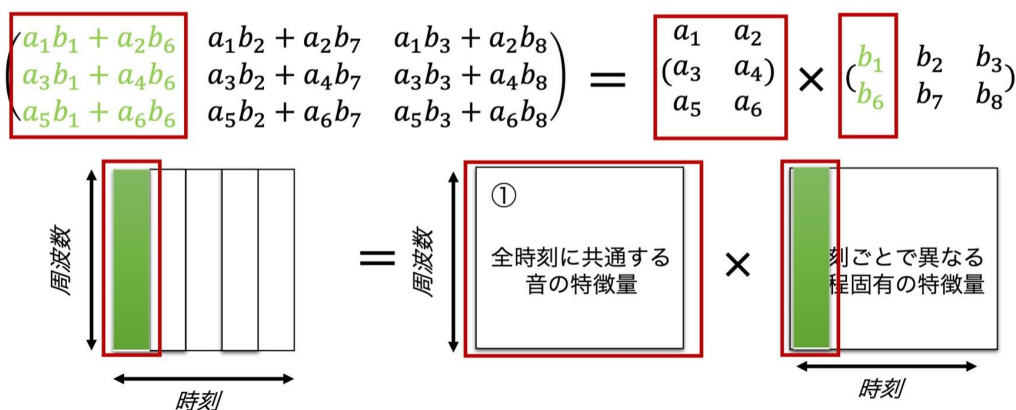 a₁b₁ + a₂b₆ a₁b₂ + a₂b₇ a₁b₃ + a₂b₈
(a₃b₁ + a₄b₆ a₃b₂ + a₄b₇ a₃b₃ + a₄b₈)
a₅b₁ + a₆b₆ a₅b₂ + a₆b₇ a₅b₃ + a₆b₈
=
a₁ a₂
(a₃ a₄)
a₅ a₆
×
(b₁ b₂ b₃)
b₆ b₇ b₈
周波数
時刻
=
周波数
①
全時刻に共通する
音の特徴量
×
刻ごとで異なる
程固有の特徴量
時刻